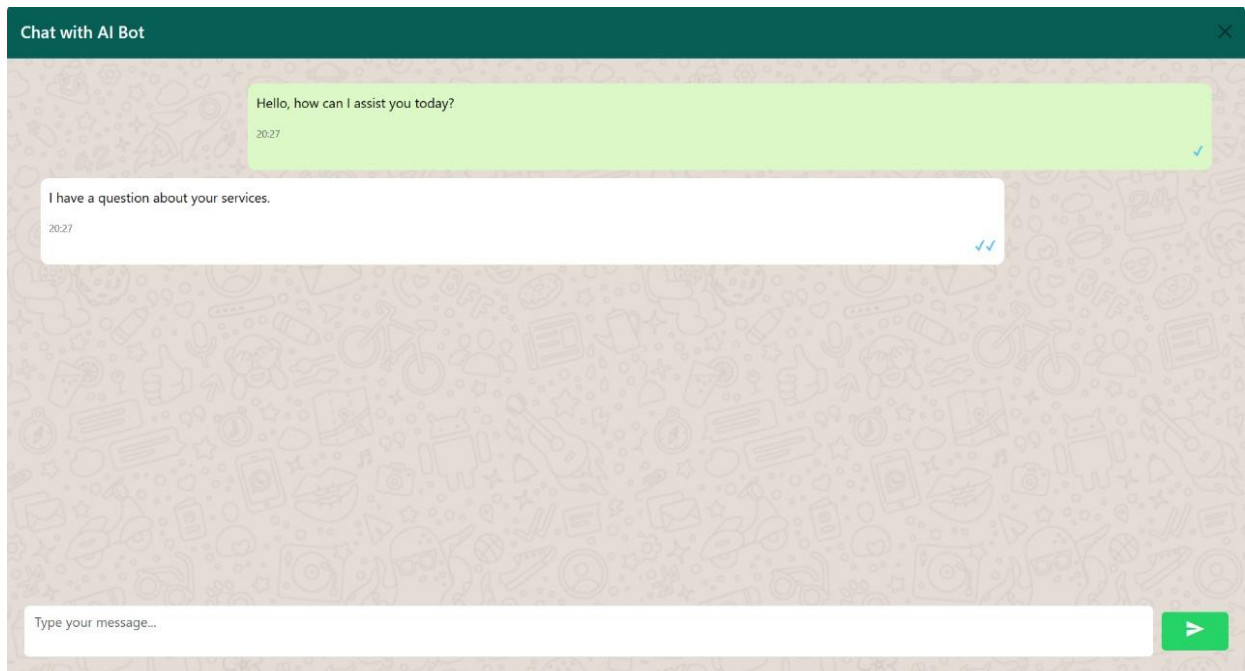 Chat with AI Bot
Hello, how can I assist you today?
20:27
I have a question about your services.
20:27
Type your message...